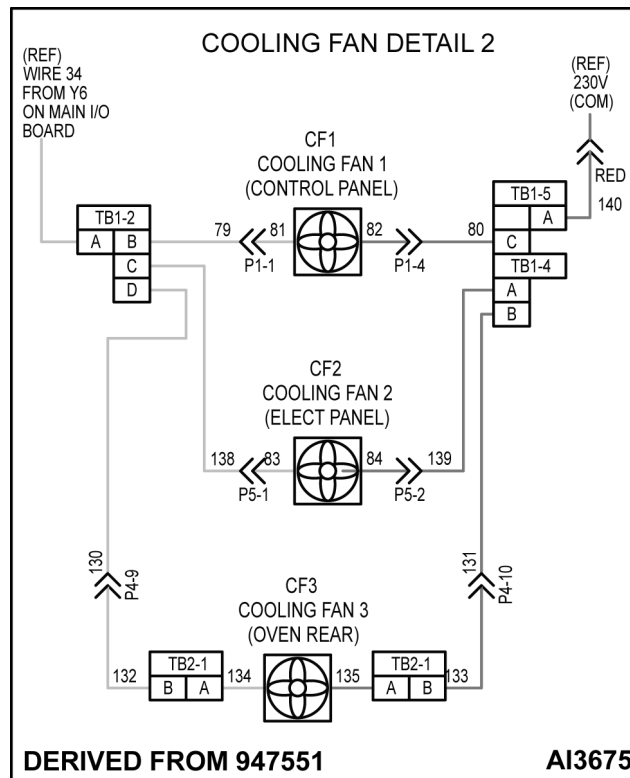 COOLING FAN DETAIL 2
(REF)
WIRE 34
FROM Y6
ON MAIN I/O
BOARD
(REF)
230V
(COM)
RED
140
CF1
COOLING FAN 1
(CONTROL PANEL)
TB1-2
A B
C
D
79 81 82 80
P1-1 P1-4
TB1-5
A
C
TB1-4
A
B
CF2
COOLING FAN 2
(ELECT PANEL)
138 83 84 139
P5-1 P5-2
130
P4-9
131
P4-10
CF3
COOLING FAN 3
(OVEN REAR)
132 TB2-1 134 135 TB2-1 133
B A A B
DERIVED FROM 947551
AI3675